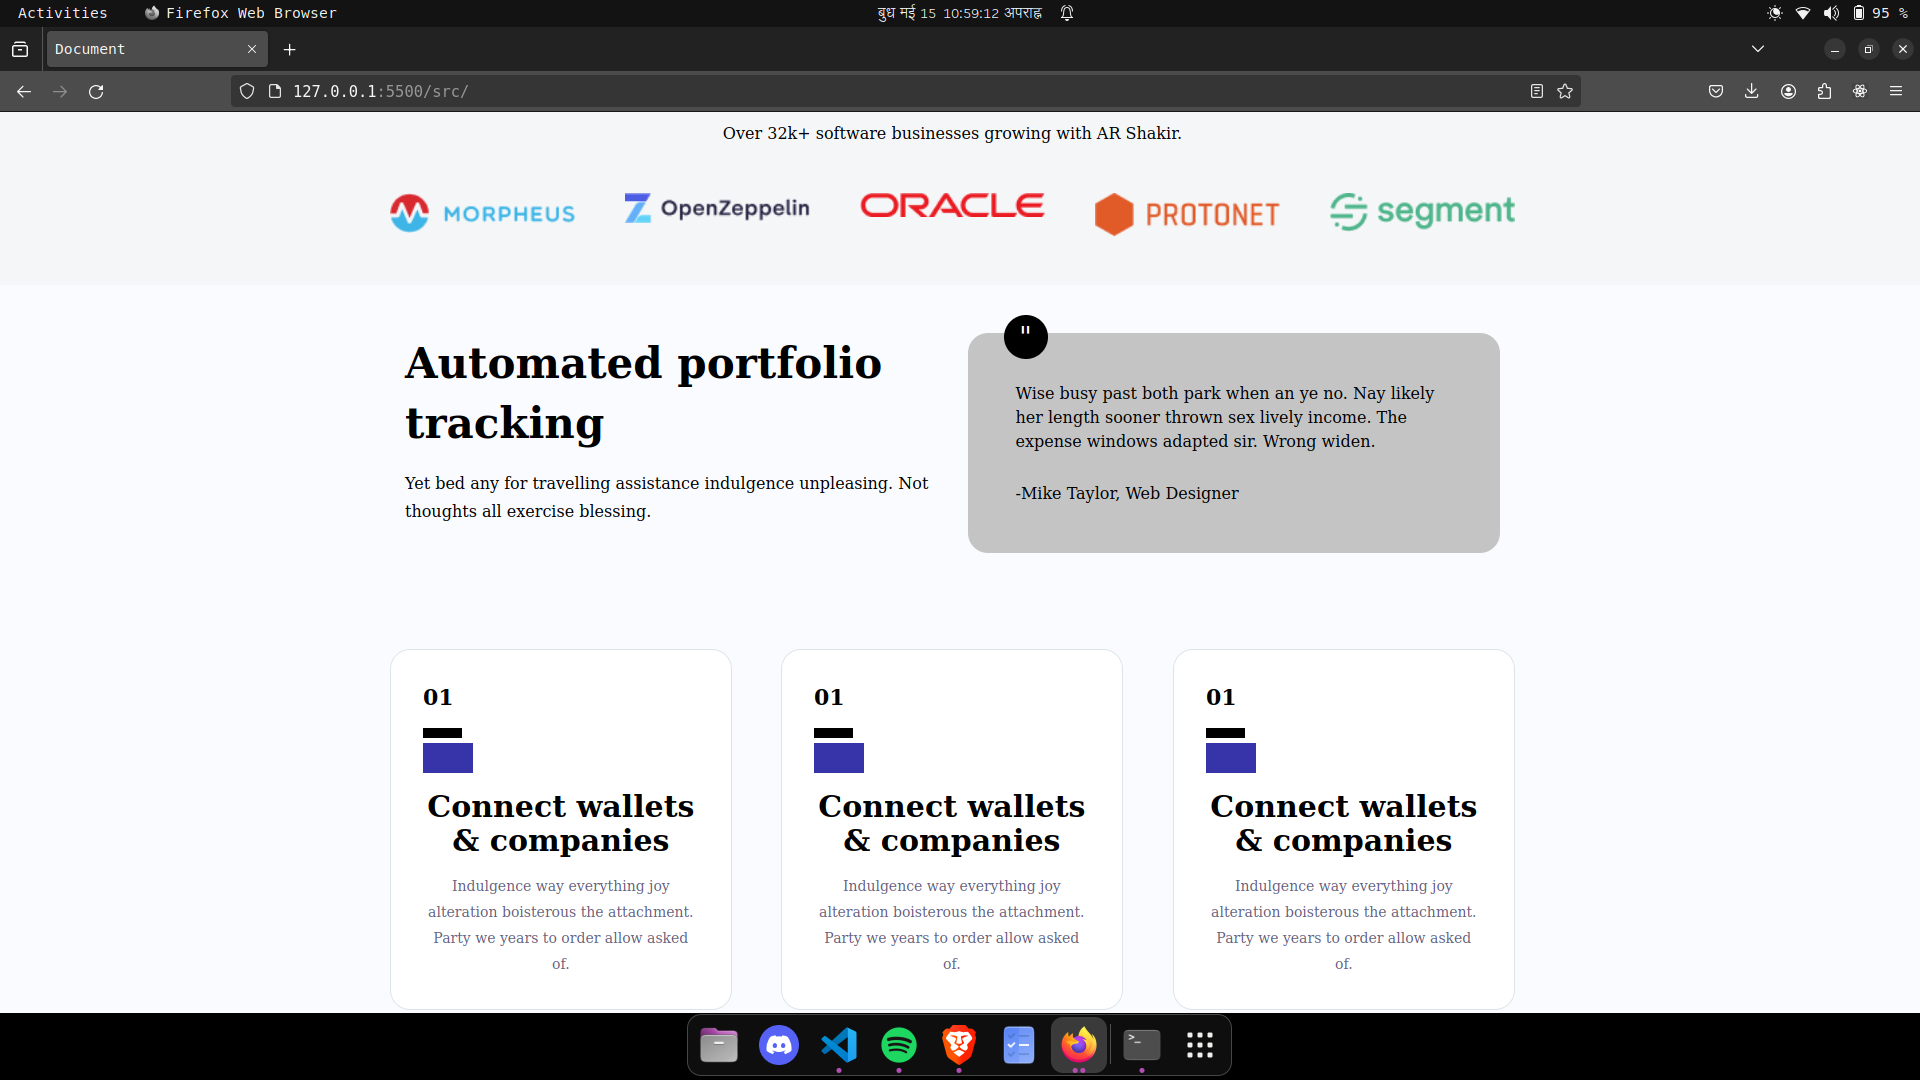 Activities
Firefox Web Browser
बुध मई 15 10:59:12 अपराह्न
95 %
Document
127.0.0.1:5500/src/
Over 32k+ software businesses growing with AR Shakir.
MORPHEUS
OpenZeppelin
ORACLE
PROTONET
segment
Automated portfolio
tracking
Yet bed any for travelling assistance indulgence unpleasing. Not
thoughts all exercise blessing.
"
Wise busy past both park when an ye no. Nay likely
her length sooner thrown sex lively income. The
expense windows adapted sir. Wrong widen.
-Mike Taylor, Web Designer
01
Connect wallets
& companies
Indulgence way everything joy
alteration boisterous the attachment.
Party we years to order allow asked
of.
01
Connect wallets
& companies
Indulgence way everything joy
alteration boisterous the attachment.
Party we years to order allow asked
of.
01
Connect wallets
& companies
Indulgence way everything joy
alteration boisterous the attachment.
Party we years to order allow asked
of.